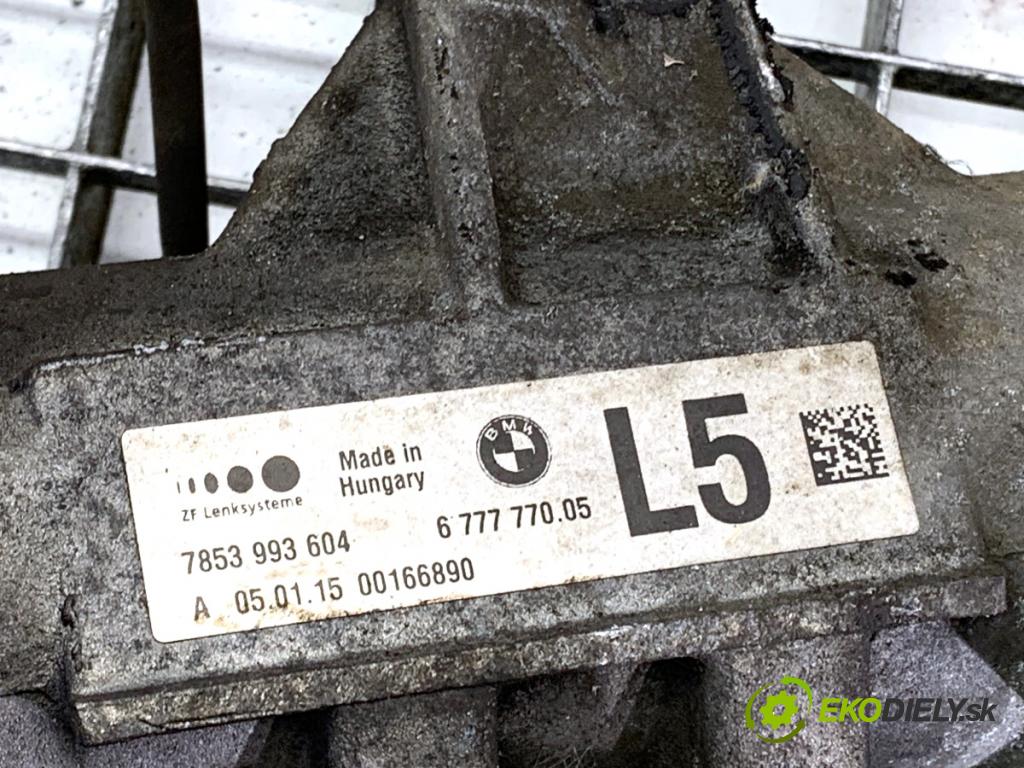 Made in
Hungary
BMW
L5
ZF Lenksysteme
7853 993 604
6 777 770.05
A 05.01.15 00166890
EKODIELY.sk